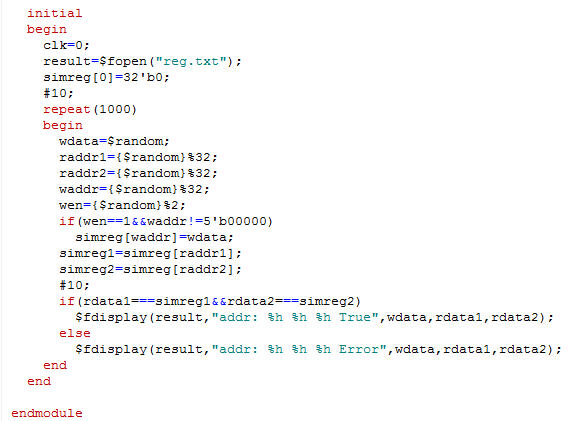 initial
begin
clk=0;
result=$fopen("reg.txt");
simreg[0]=32'b0;
#10;
repeat(1000)
begin
wdata=$random;
raddr1={$random}%32;
raddr2={$random}%32;
waddr={$random}%32;
wen={$random}%2;
if(wen==1&&waddr!=5'b00000)
simreg[waddr]=wdata;
simreg1=simreg[raddr1];
simreg2=simreg[raddr2];
#10;
if(rdata1===simreg1&&rdata2===simreg2)
$fdisplay(result,"addr: %h %h %h True",wdata,rdata1,rdata2);
else
$fdisplay(result,"addr: %h %h %h Error",wdata,rdata1,rdata2);
end
end
endmodule